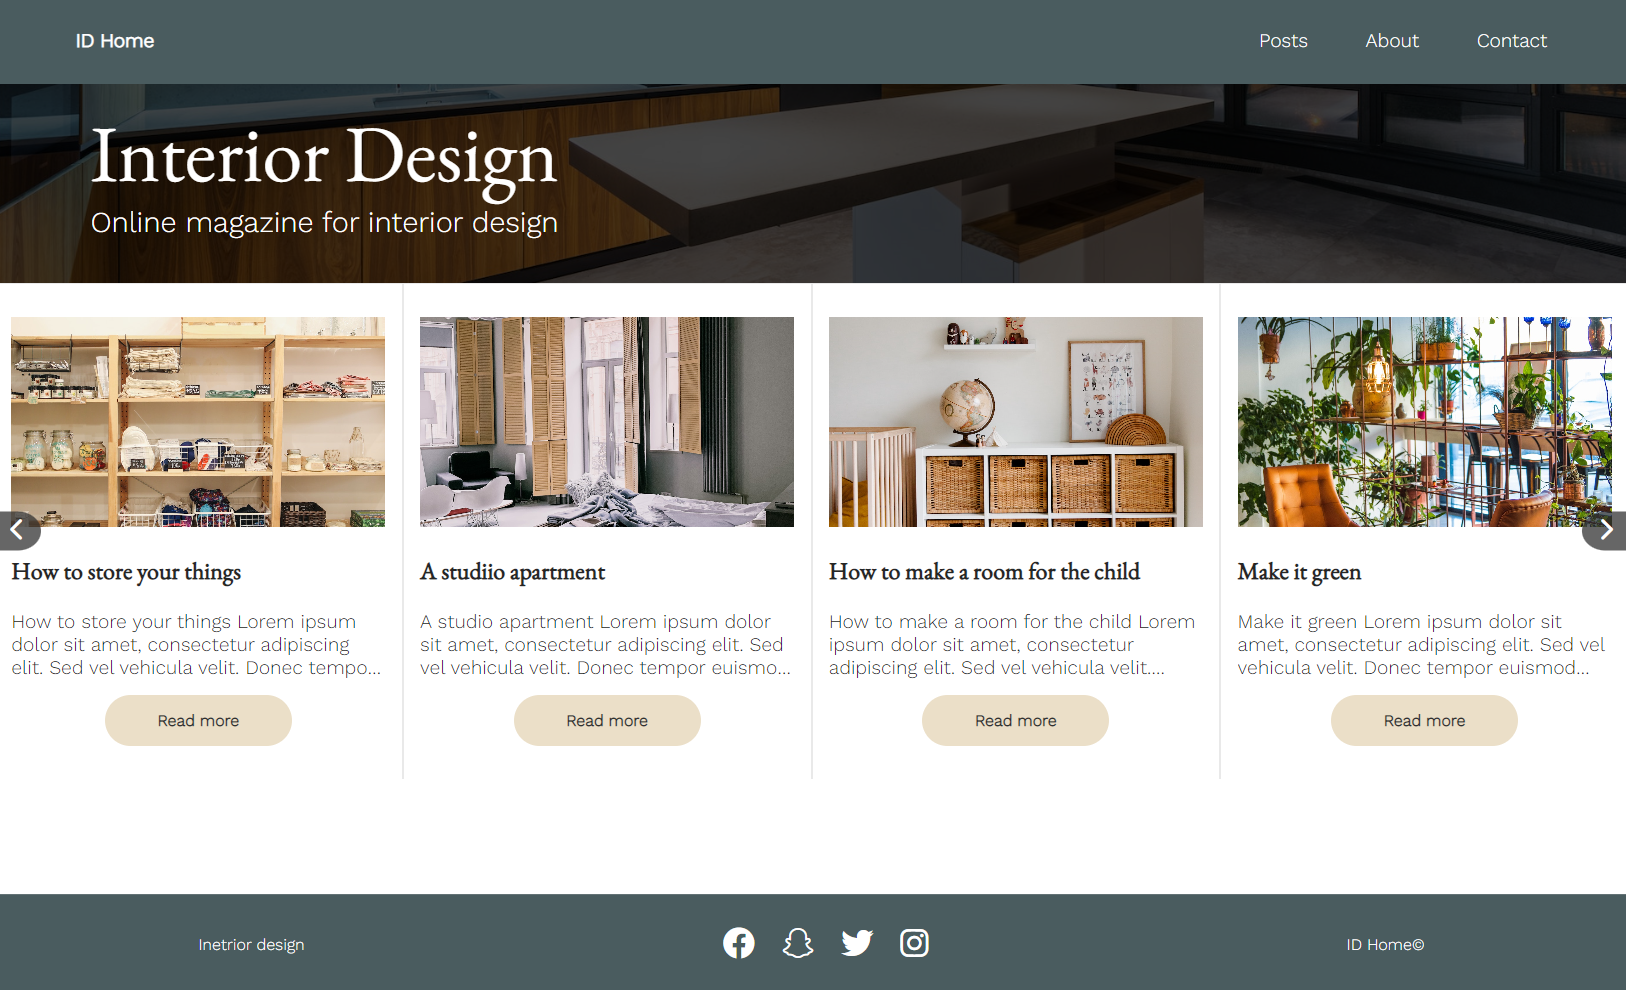 ID Home
Posts About Contact
Interior Design
Online magazine for interior design
How to store your things
How to store your things Lorem ipsum
dolor sit amet, consectetur adipiscing
elit. Sed vel vehicula velit. Donec tempo...
Read more
A studiio apartment
A studio apartment Lorem ipsum dolor
sit amet, consectetur adipiscing elit. Sed
vel vehicula velit. Donec tempor euismo...
Read more
How to make a room for the child
How to make a room for the child Lorem
ipsum dolor sit amet, consectetur
adipiscing elit. Sed vel vehicula velit....
Read more
Make it green
Make it green Lorem ipsum dolor sit
amet, consectetur adipiscing elit. Sed vel
vehicula velit. Donec tempor euismod...
Read more
Inetrior design
ID Home©